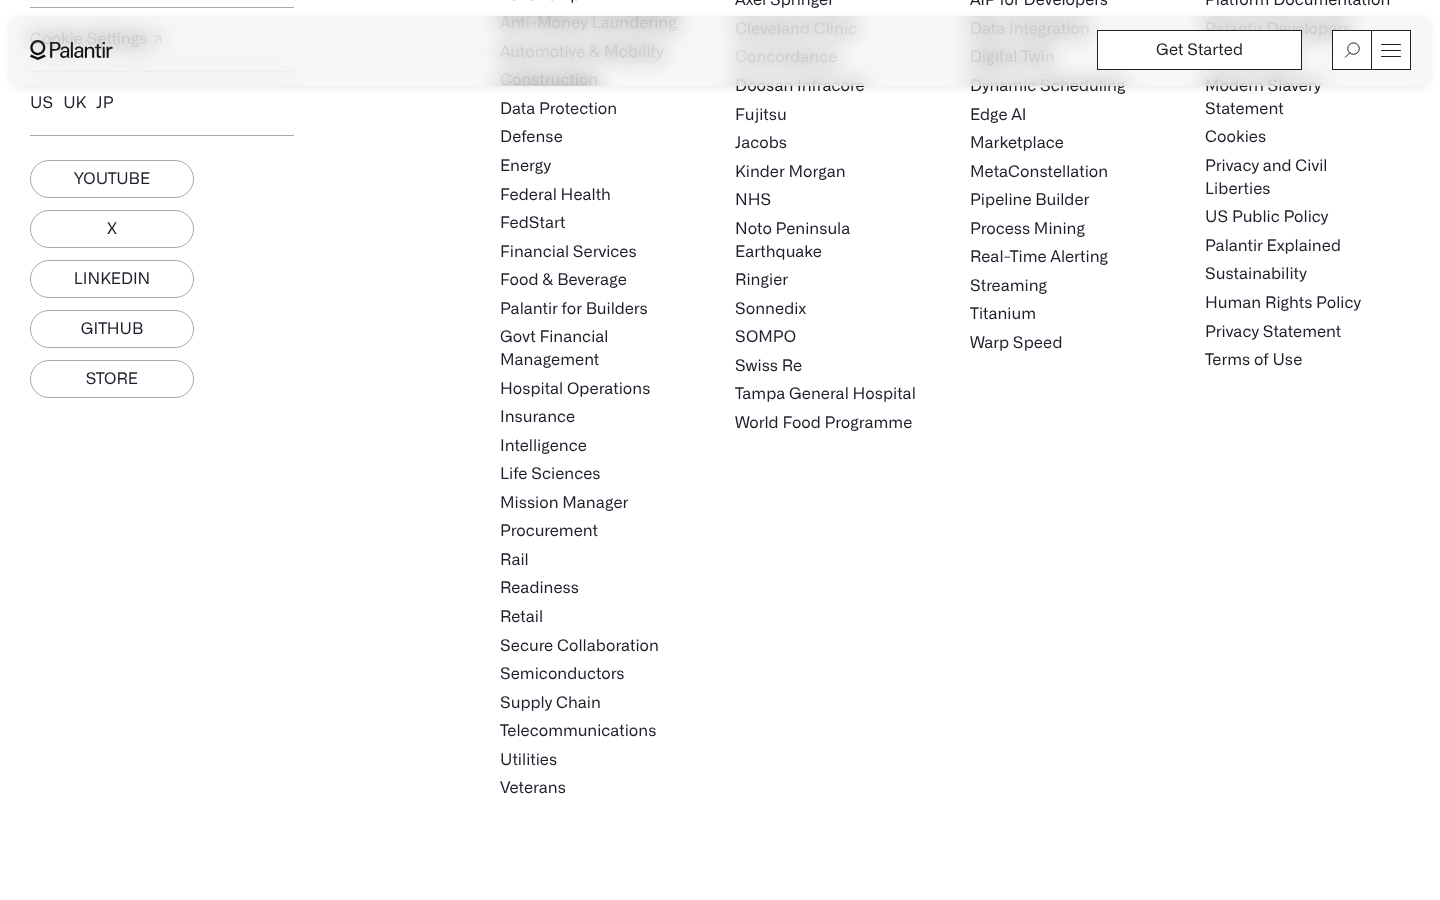 Palantir
Get Started
Cookie Settings ↗
US UK JP
YOUTUBE
X
LINKEDIN
GITHUB
STORE
Anti-Money Laundering
Automotive & Mobility
Construction
Data Protection
Defense
Energy
Federal Health
FedStart
Financial Services
Food & Beverage
Palantir for Builders
Govt Financial
Management
Hospital Operations
Insurance
Intelligence
Life Sciences
Mission Manager
Procurement
Rail
Readiness
Retail
Secure Collaboration
Semiconductors
Supply Chain
Telecommunications
Utilities
Veterans
Axel Springer
Cleveland Clinic
Concordance
Doosan Infracore
Fujitsu
Jacobs
Kinder Morgan
NHS
Noto Peninsula
Earthquake
Ringier
Sonnedix
SOMPO
Swiss Re
Tampa General Hospital
World Food Programme
AIP for Developers
Data Integration
Digital Twin
Dynamic Scheduling
Edge AI
Marketplace
MetaConstellation
Pipeline Builder
Process Mining
Real-Time Alerting
Streaming
Titanium
Warp Speed
Platform Documentation
Palantir Developers
Modern Slavery
Statement
Cookies
Privacy and Civil
Liberties
US Public Policy
Palantir Explained
Sustainability
Human Rights Policy
Privacy Statement
Terms of Use